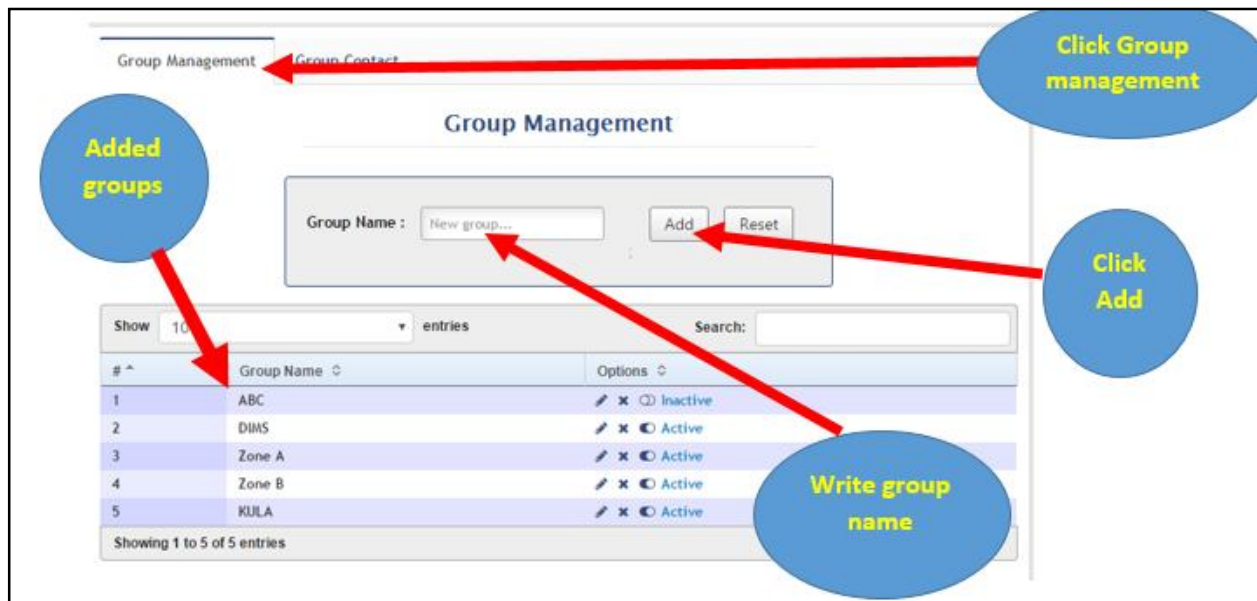 Group Management
Group Contact
Click Group
management
Group Management
Added
groups
Group Name :
New group...
Add
Reset
Click
Add
Show
10
entries
Search:
#
Group Name
Options
1
ABC
Inactive
2
DIMS
Active
3
Zone A
Active
4
Zone B
Active
5
KULA
Active
Write group
name
Showing 1 to 5 of 5 entries